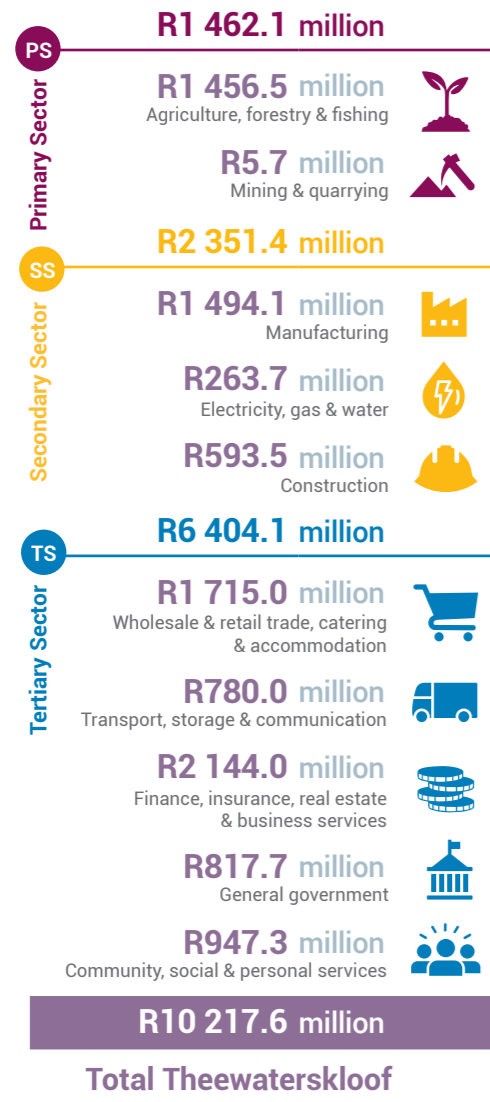 R1 462.1 million
PS
Primary Sector
R1 456.5 million
Agriculture, forestry & fishing
R5.7 million
Mining & quarrying
R2 351.4 million
SS
Secondary Sector
R1 494.1 million
Manufacturing
R263.7 million
Electricity, gas & water
R593.5 million
Construction
R6 404.1 million
TS
Tertiary Sector
R1 715.0 million
Wholesale & retail trade, catering
& accommodation
R780.0 million
Transport, storage & communication
R2 144.0 million
Finance, insurance, real estate
& business services
R817.7 million
General government
R947.3 million
Community, social & personal services
R10 217.6 million
Total Theewaterskloof